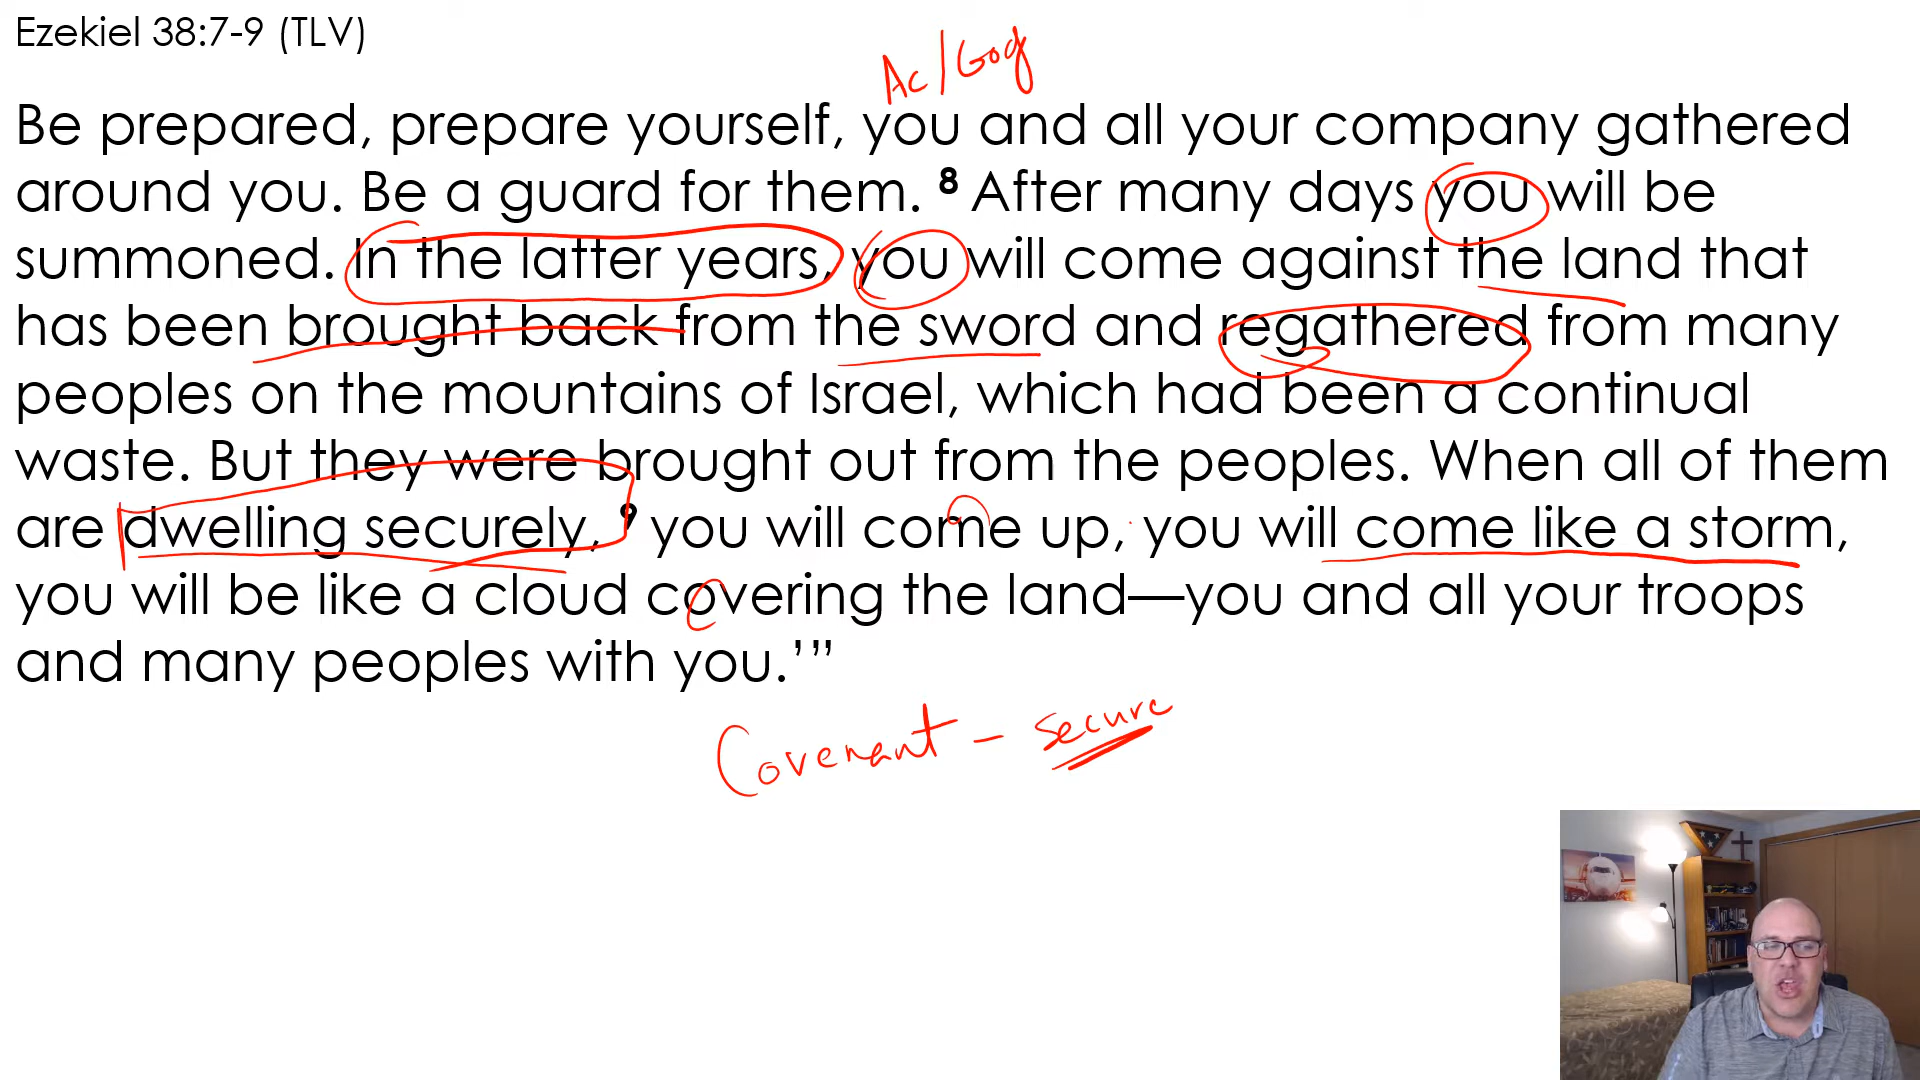 Ezekiel 38:7-9 (TLV)
Ac/Gog
Be prepared, prepare yourself, you and all your company gathered
around you. Be a guard for them. ⁸ After many days you will be
summoned. In the latter years, you will come against the land that
has been brought back from the sword and regathered from many
peoples on the mountains of Israel, which had been a continual
waste. But they were brought out from the peoples. When all of them
are dwelling securely, ⁹ you will come up, you will come like a storm,
you will be like a cloud covering the land—you and all your troops
and many peoples with you.’”
Covenant - secure